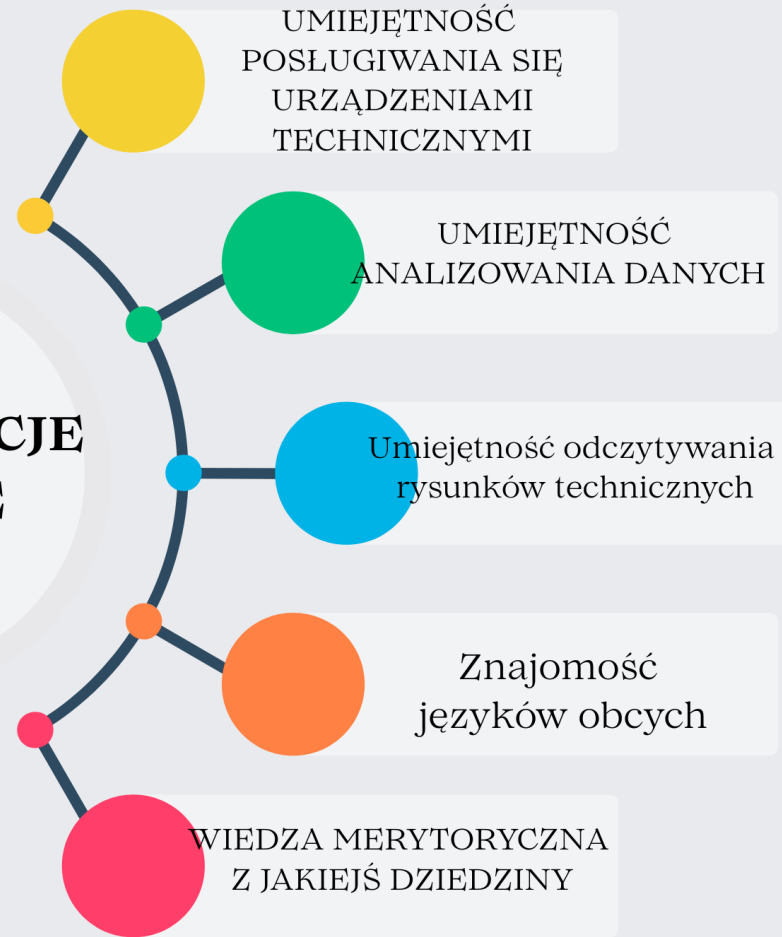 UMIEJĘTNOŚĆ
POSŁUGIWANIA SIĘ
URZĄDZENIAMI
TECHNICZNYMI
UMIEJĘTNOŚĆ
ANALIZOWANIA DANYCH
CJE
Umiejętność odczytywania
rysunków technicznych
Znajomość
języków obcych
WIEDZA MERYTORYCZNA
Z JAKIEJŚ DZIEDZINY